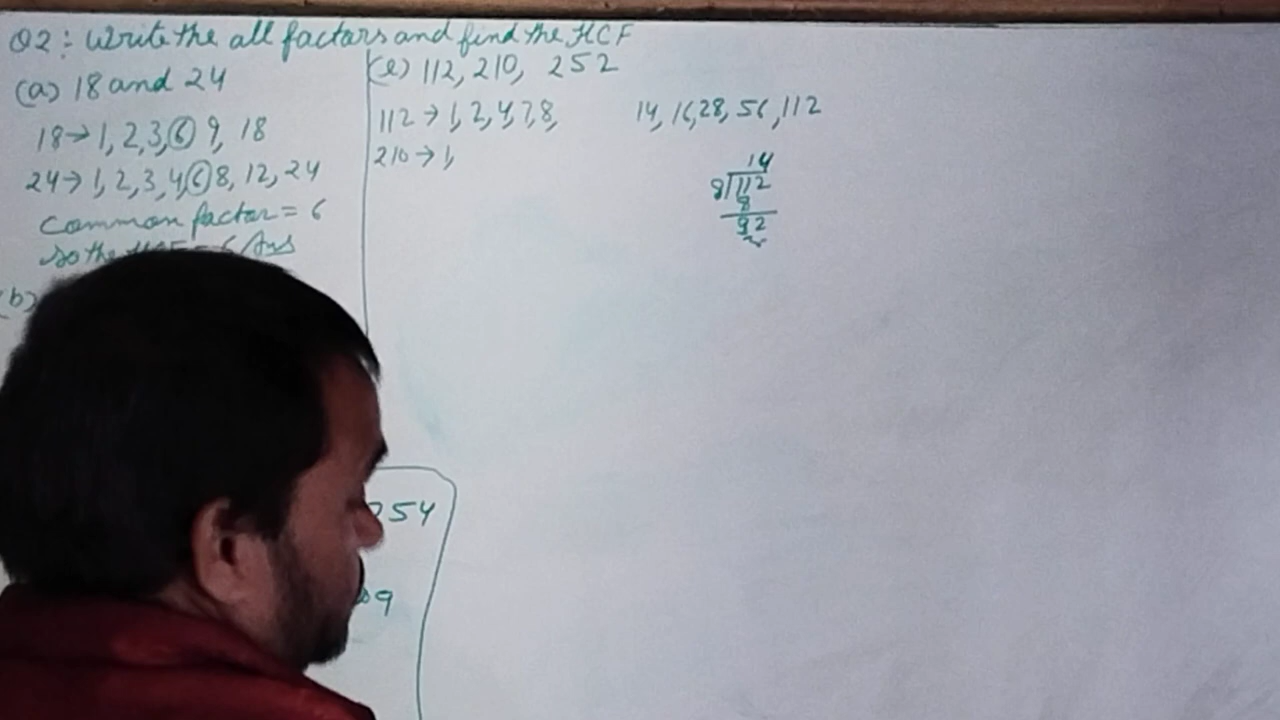 Q2: Write the all factors and find the HCF
(a) 18 and 24
18→ 1, 2, 3, 6 9, 18
24→ 1, 2, 3, 4, 6 8, 12, 24
Common factor = 6
so the HCF = 6 Ans
(b)
(e) 112, 210, 252
112 → 1, 2, 4, 7, 8, 14, 16, 28, 56, 112
210 → 1,
14
8 112
8
32
54
9